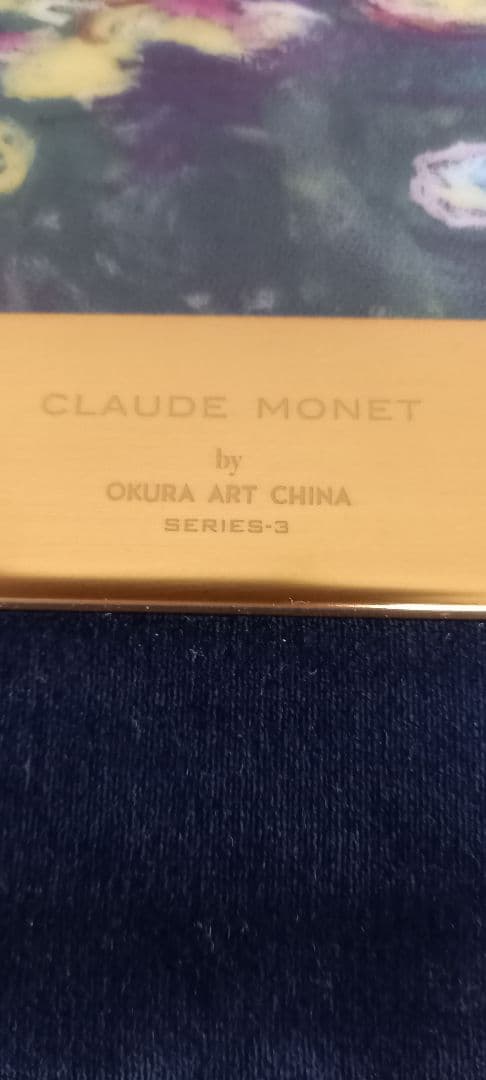 CLAUDE MONET
by
OKURA ART CHINA
SERIES-3